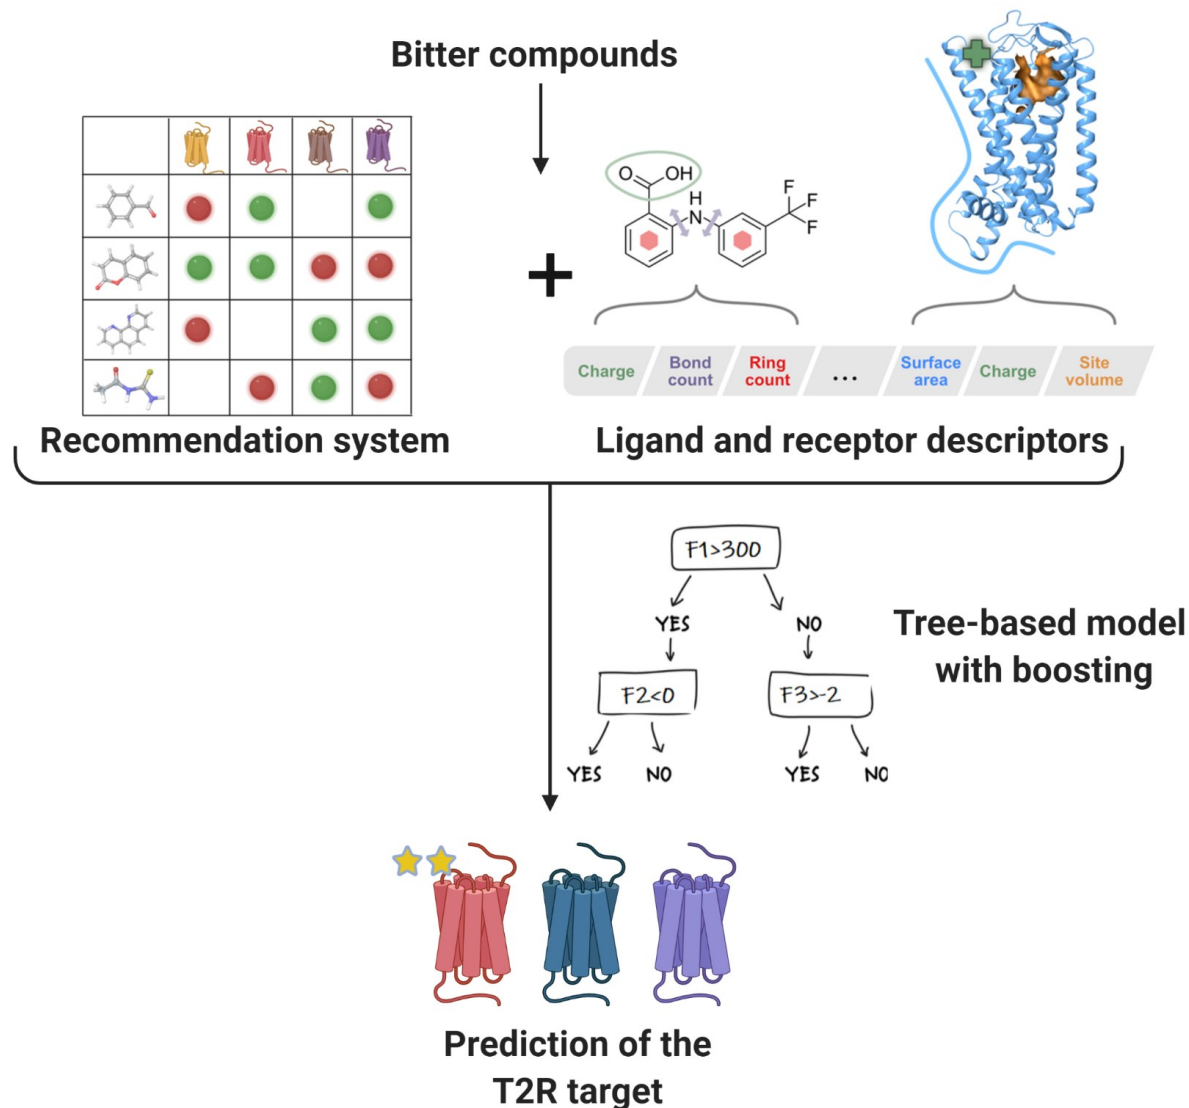 Bitter compounds
O
OH
H
N
F
F
F
+
Charge
Bond
count
Ring
count
...
Surface
area
Charge
Site
volume
Recommendation system
Ligand and receptor descriptors
F1>300
YES
NO
F2<0
F3>-2
YES
NO
YES
NO
Tree-based model
with boosting
Prediction of the
T2R target